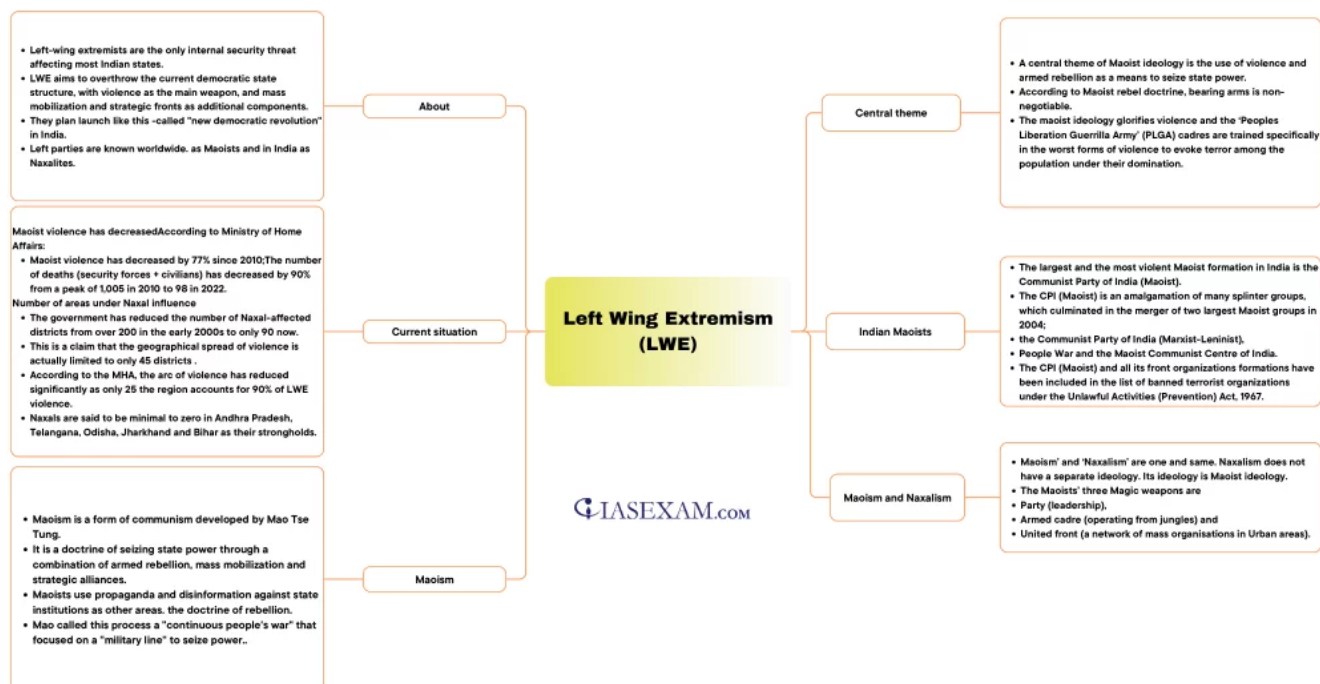 • Left-wing extremists are the only internal security threat
affecting most Indian states.
• LWE aims to overthrow the current democratic state
structure, with violence as the main weapon, and mass
mobilization and strategic fronts as additional components.
• They plan launch like this -called "new democratic revolution"
in India.
• Left parties are known worldwide. as Maoists and in India as
Naxalites.
About
Maoist violence has decreasedAccording to Ministry of Home
Affairs:
• Maoist violence has decreased by 77% since 2010;The number
of deaths (security forces + civilians) has decreased by 90%
from a peak of 1,005 in 2010 to 98 in 2022.
Number of areas under Naxal influence
• The government has reduced the number of Naxal-affected
districts from over 200 in the early 2000s to only 90 now.
• This is a claim that the geographical spread of violence is
actually limited to only 45 districts .
• According to the MHA, the arc of violence has reduced
significantly as only 25 the region accounts for 90% of LWE
violence.
• Naxals are said to be minimal to zero in Andhra Pradesh,
Telangana, Odisha, Jharkhand and Bihar as their strongholds.
Current situation
• Maoism is a form of communism developed by Mao Tse
Tung.
• It is a doctrine of seizing state power through a
combination of armed rebellion, mass mobilization and
strategic alliances.
• Maoists use propaganda and disinformation against state
institutions as other areas. the doctrine of rebellion.
• Mao called this process a "continuous people's war" that
focused on a "military line" to seize power..
Maoism
Left Wing Extremism
(LWE)
IASEXAM.COM
Central theme
• A central theme of Maoist ideology is the use of violence and
armed rebellion as a means to seize state power.
• According to Maoist rebel doctrine, bearing arms is non-
negotiable.
• The maoist ideology glorifies violence and the 'Peoples
Liberation Guerrilla Army' (PLGA) cadres are trained specifically
in the worst forms of violence to evoke terror among the
population under their domination.
Indian Maoists
• The largest and the most violent Maoist formation in India is the
Communist Party of India (Maoist).
• The CPI (Maoist) is an amalgamation of many splinter groups,
which culminated in the merger of two largest Maoist groups in
2004;
• the Communist Party of India (Marxist-Leninist),
• People War and the Maoist Communist Centre of India.
• The CPI (Maoist) and all its front organizations formations have
been included in the list of banned terrorist organizations
under the Unlawful Activities (Prevention) Act, 1967.
Maoism and Naxalism
• Maoism' and 'Naxalism' are one and same. Naxalism does not
have a separate ideology. Its ideology is Maoist ideology.
• The Maoists' three Magic weapons are
• Party (leadership),
• Armed cadre (operating from jungles) and
• United front (a network of mass organisations in Urban areas).